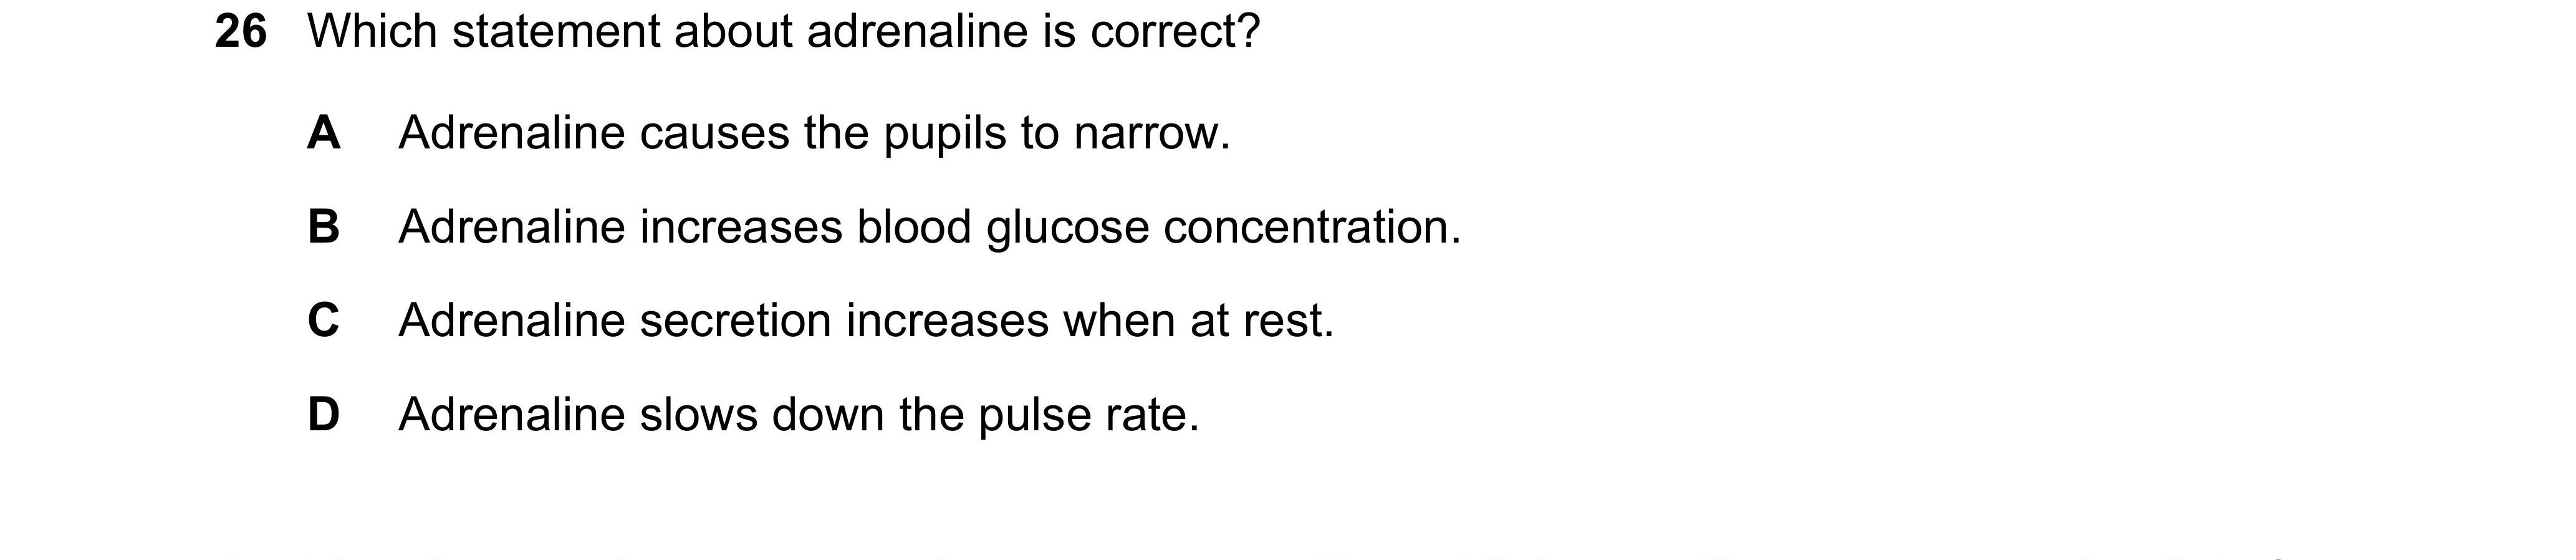 26 Which statement about adrenaline is correct?
A Adrenaline causes the pupils to narrow.
B Adrenaline increases blood glucose concentration.
C Adrenaline secretion increases when at rest.
D Adrenaline slows down the pulse rate.